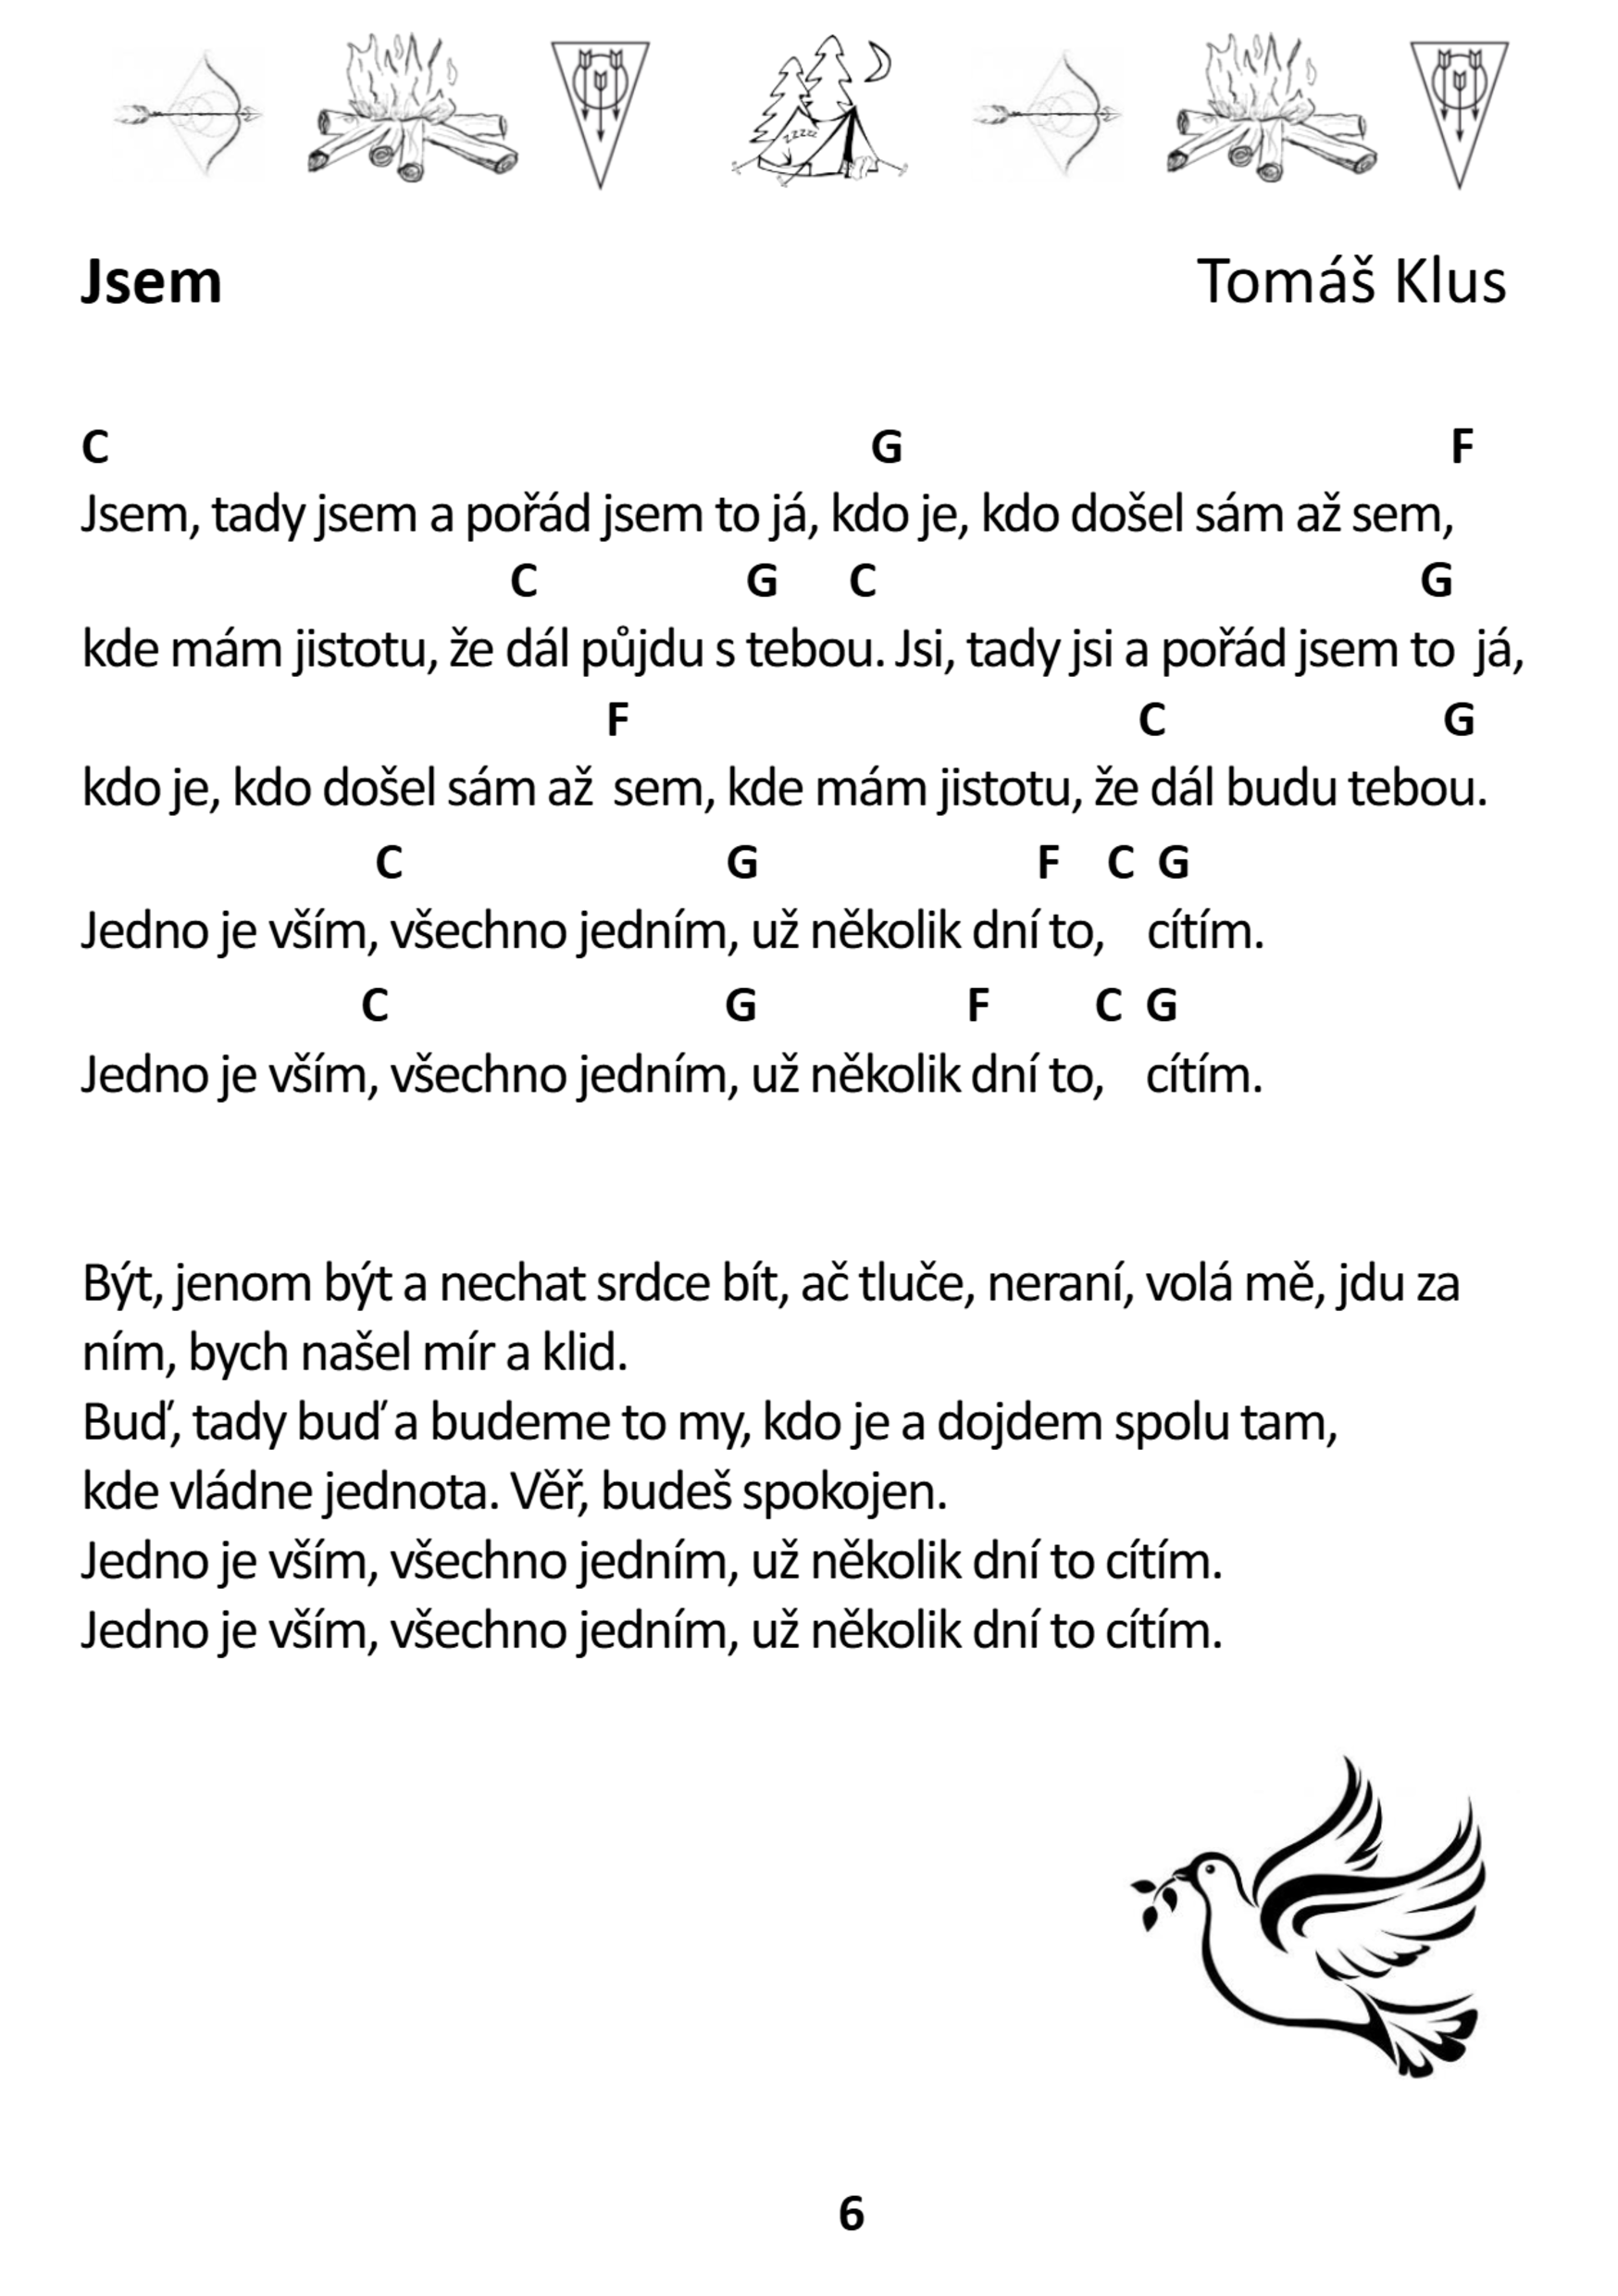 zzzzz
Jsem Tomáš Klus
C G F
Jsem, tady jsem a pořád jsem to já, kdo je, kdo došel sám až sem,
C G C G
kde mám jistotu, že dál půjdu s tebou. Jsi, tady jsi a pořád jsem to já,
F C G
kdo je, kdo došel sám až sem, kde mám jistotu, že dál budu tebou.
C G F C G
Jedno je vším, všechno jedním, už několik dní to, cítím.
C G F C G
Jedno je vším, všechno jedním, už několik dní to, cítím.
Být, jenom být a nechat srdce bít, ač tluče, neraní, volá mě, jdu za
ním, bych našel mír a klid.
Buď, tady buď a budeme to my, kdo je a dojdem spolu tam,
kde vládne jednota. Věř, budeš spokojen.
Jedno je vším, všechno jedním, už několik dní to cítím.
Jedno je vším, všechno jedním, už několik dní to cítím.
6